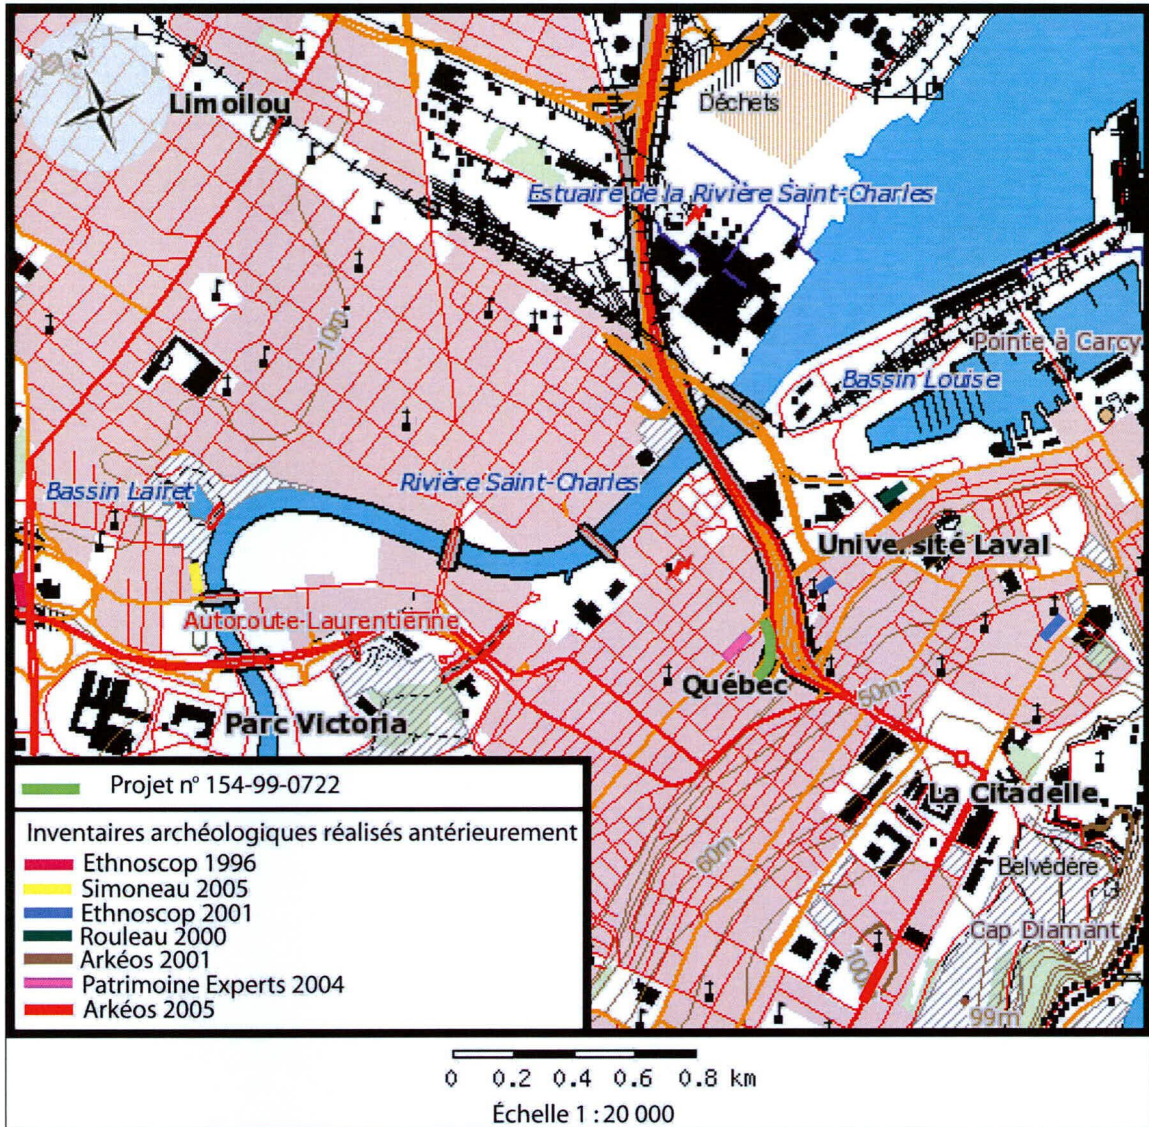 N
Limoilou
Déchets
Estuaire de la Rivière Saint-Charles
10m
Pointe à Carcy
Bassin Louise
Bassin Lairet
Rivière Saint-Charles
Université Laval
Autoroute-Laurentienne
Québec
50m
Parc Victoria
La Citadelle
60m
Belvédère
Cap Diamant
100m
99m
Projet n° 154-99-0722
Inventaires archéologiques réalisés antérieurement
Ethnoscop 1996
Simoneau 2005
Ethnoscop 2001
Rouleau 2000
Arkéos 2001
Patrimoine Experts 2004
Arkéos 2005
0 0.2 0.4 0.6 0.8 km
Échelle 1 : 20 000